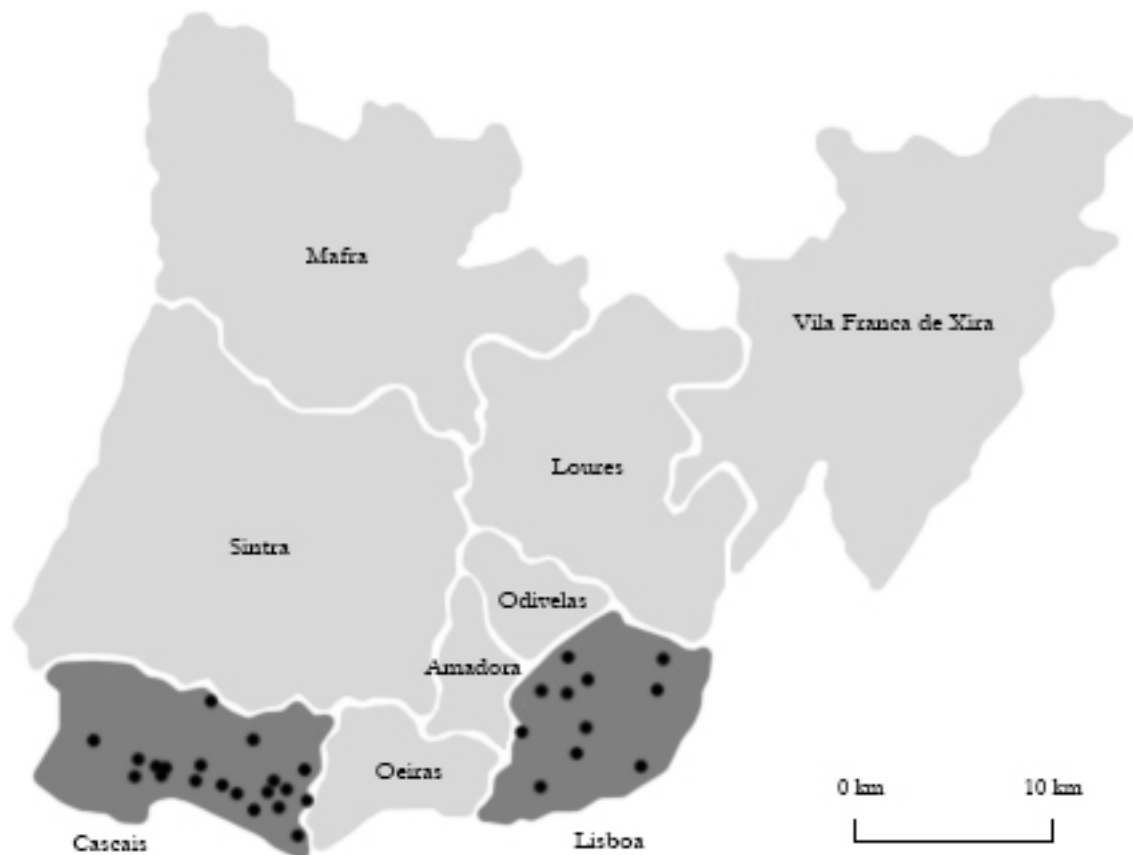 Mafra
Vila Franca de Xira
Loures
Sintra
Odivelas
Amadora
Oeiras
0 km 10 km
Cascais
Lisboa